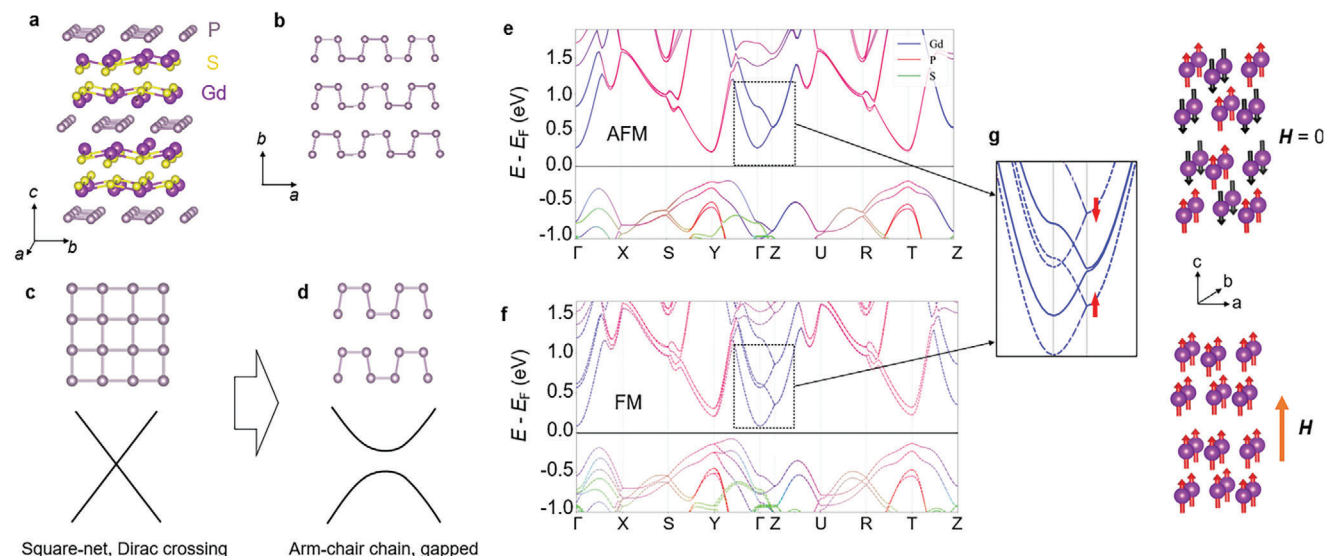 a
P
S
Gd
c
a
b
b
b
a
c
Square-net, Dirac crossing
d
Arm-chair chain, gapped
e
E - EF (eV)
1.5
1.0
0.5
0.0
-0.5
-1.0
AFM
Gd
P
S
Γ X S Y Γ Z U R T Z
f
E - EF (eV)
1.5
1.0
0.5
0.0
-0.5
-1.0
FM
Γ X S Y Γ Z U R T Z
g
H = 0
c
b
a
H